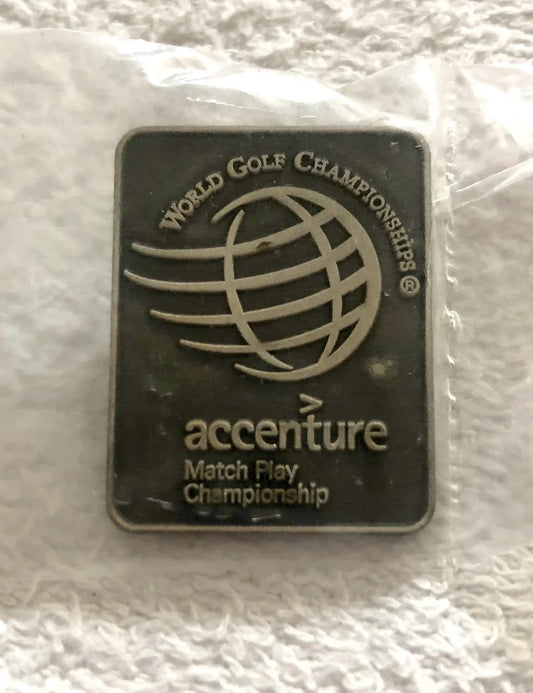 WORLD GOLF CHAMPIONSHIPS ®
accenture
Match Play
Championship